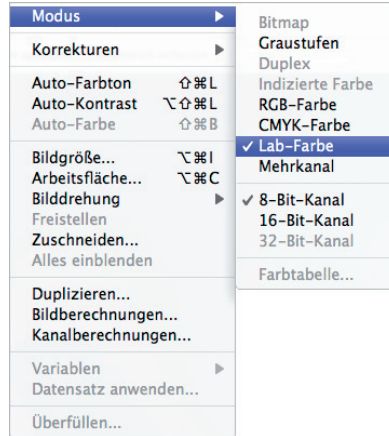 Modus
Korrekturen
Auto-Farbton ⇧⌘L
Auto-Kontrast ⌥⇧⌘L
Auto-Farbe ⇧⌘B
Bildgröße... ⌥⌘I
Arbeitsfläche... ⌥⌘C
Bilddrehung
Freistellen
Zuschneiden...
Alles einblenden
Duplizieren...
Bildberechnungen...
Kanalberechnungen...
Variablen
Datensatz anwenden...
Überfüllen...
Bitmap
Graustufen
Duplex
Indizierte Farbe
RGB-Farbe
CMYK-Farbe
✓ Lab-Farbe
Mehrkanal
✓ 8-Bit-Kanal
16-Bit-Kanal
32-Bit-Kanal
Farbtabelle...